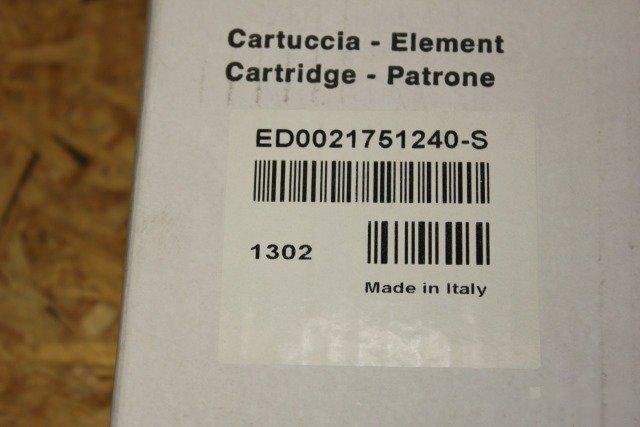 Cartuccia - Element
Cartridge - Patrone
ED0021751240-S
1302
Made in Italy